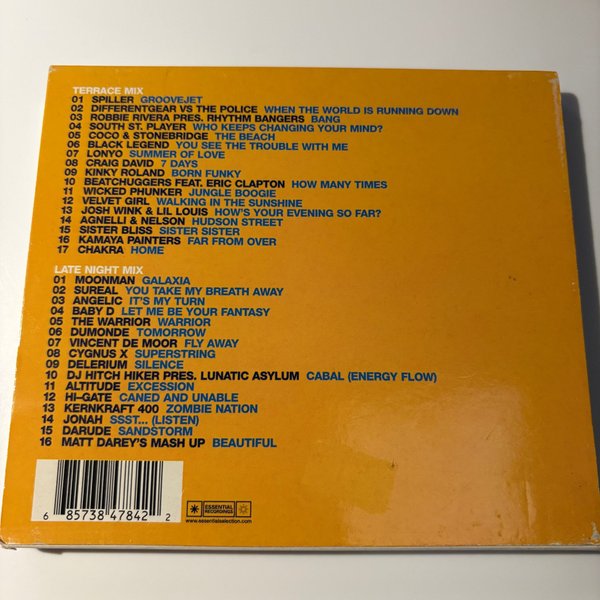 TERRACE MIX
01 SPILLER GROOVEJET
02 DIFFERENTGEAR VS THE POLICE WHEN THE WORLD IS RUNNING DOWN
03 ROBBIE RIVERA PRES. RHYTHM BANGERS BANG
04 SOUTH ST. PLAYER WHO KEEPS CHANGING YOUR MIND?
05 COCO & STONEBRIDGE THE BEACH
06 BLACK LEGEND YOU SEE THE TROUBLE WITH ME
07 LONYO SUMMER OF LOVE
08 CRAIG DAVID 7 DAYS
09 KINKY ROLAND BORN FUNKY
10 BEATCHUGGERS FEAT. ERIC CLAPTON HOW MANY TIMES
11 WICKED PHUNKER JUNGLE BOOGIE
12 VELVET GIRL WALKING IN THE SUNSHINE
13 JOSH WINK & LIL LOUIS HOW'S YOUR EVENING SO FAR?
14 AGNELLI & NELSON HUDSON STREET
15 SISTER BLISS SISTER SISTER
16 KAMAYA PAINTERS FAR FROM OVER
17 CHAKRA HOME
LATE NIGHT MIX
01 MOONMAN GALAXIA
02 SUREAL YOU TAKE MY BREATH AWAY
03 ANGELIC IT'S MY TURN
04 BABY D LET ME BE YOUR FANTASY
05 THE WARRIOR WARRIOR
06 DUMONDE TOMORROW
07 VINCENT DE MOOR FLY AWAY
08 CYGNUS X SUPERSTRING
09 DELERIUM SILENCE
10 DJ HITCH HIKER PRES. LUNATIC ASYLUM CABAL (ENERGY FLOW)
11 ALTITUDE EXCESSION
12 HI-GATE CANED AND UNABLE
13 KERNKRAFT 400 ZOMBIE NATION
14 JONAH SSST... (LISTEN)
15 DARUDE SANDSTORM
16 MATT DAREY'S MASH UP BEAUTIFUL
6 85738 47842 2
ESSENTIAL
RECORDINGS
www.essentialselection.com